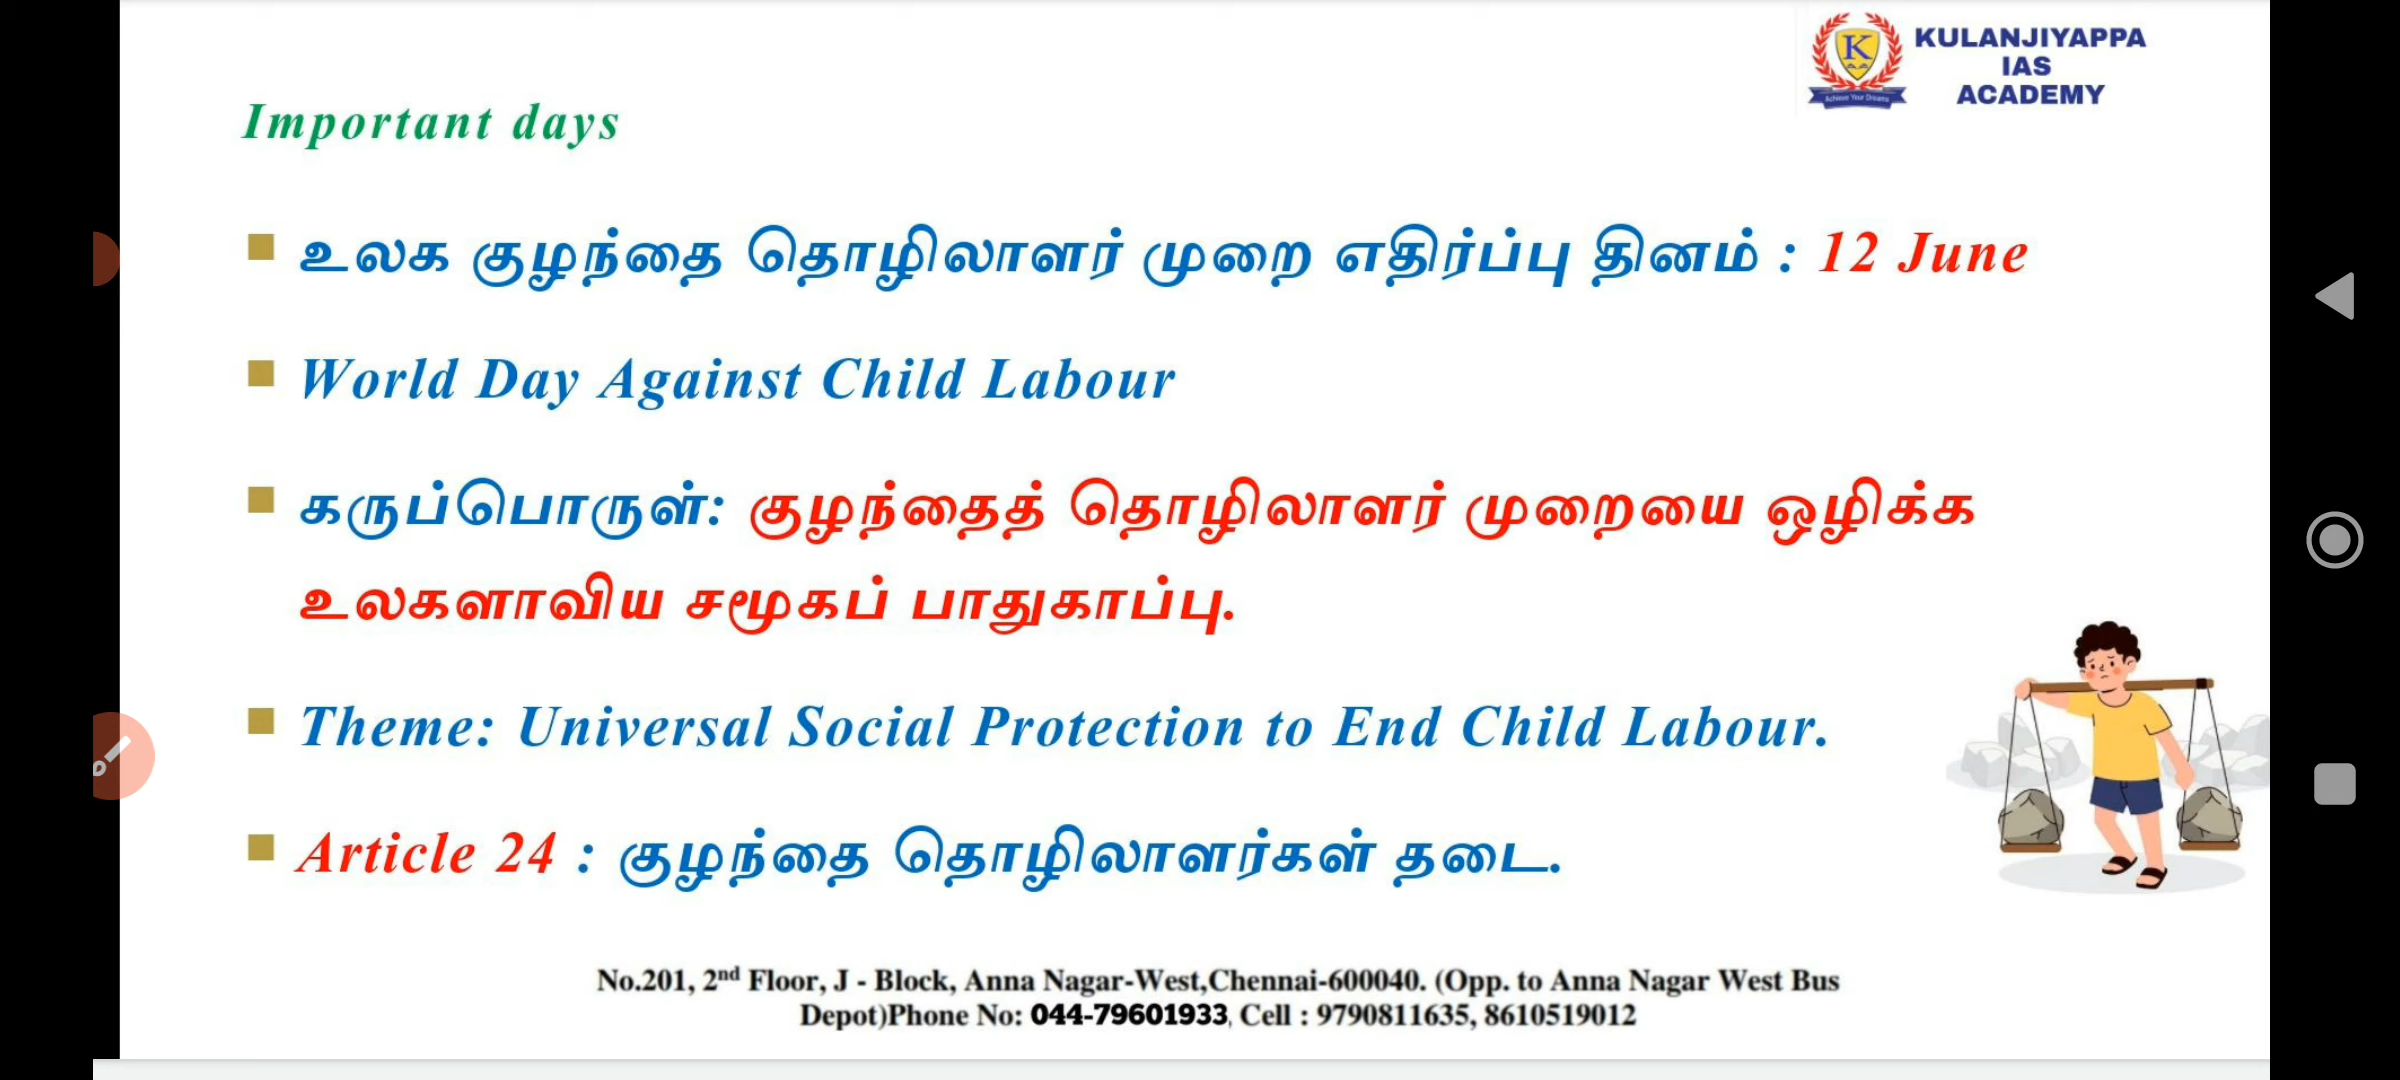 KULANJIYAPPA
IAS
ACADEMY
Achieve Your Dreams
Important days
உலக குழந்தை தொழிலாளர் முறை எதிர்ப்பு தினம் : 12 June
World Day Against Child Labour
கருப்பொருள்: குழந்தைத் தொழிலாளர் முறையை ஒழிக்க
உலகளாவிய சமூகப் பாதுகாப்பு.
Theme: Universal Social Protection to End Child Labour.
Article 24 : குழந்தை தொழிலாளர்கள் தடை.
No.201, 2nd Floor, J - Block, Anna Nagar-West,Chennai-600040. (Opp. to Anna Nagar West Bus
Depot)Phone No: 044-79601933, Cell : 9790811635, 8610519012